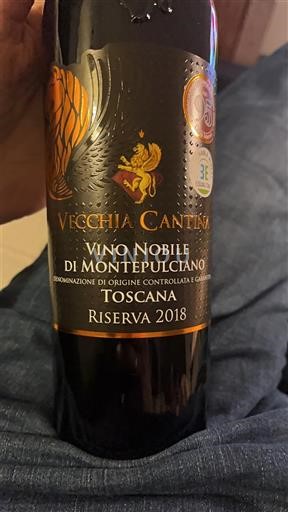 VECCHIA CANTINA
VINO NOBILE
DI MONTEPULCIANO
DENOMINAZIONE DI ORIGINE CONTROLLATA E GARANTITA
TOSCANA
RISERVA 2018